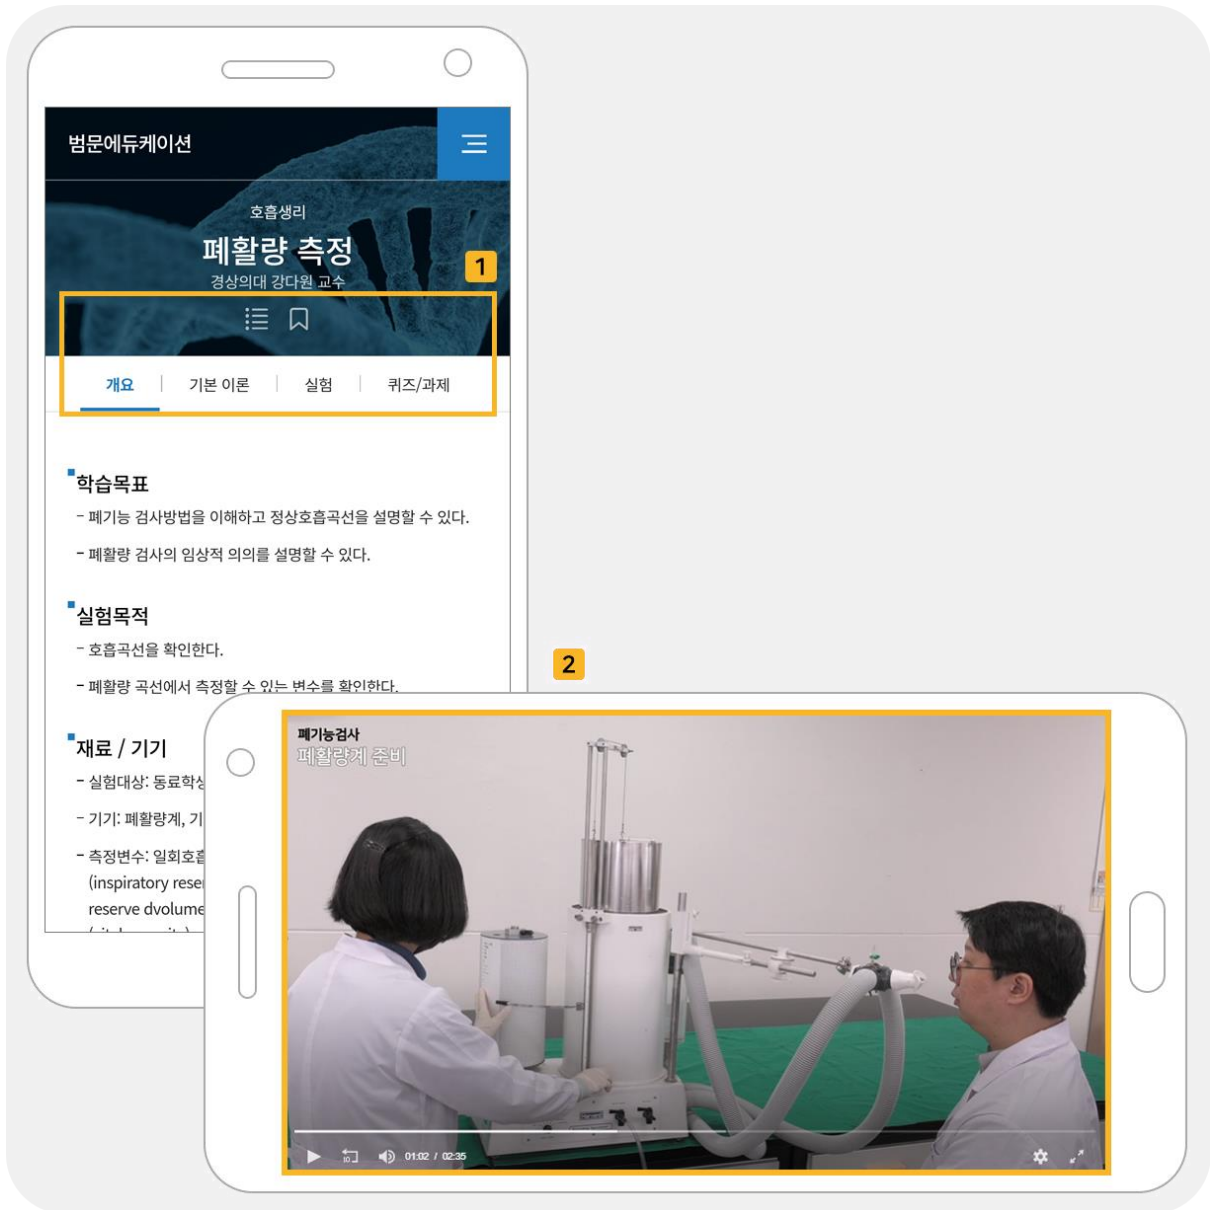 범문에듀케이션
호흡생리
폐활량 측정
경상의대 강다원 교수
1
개요
기본 이론
실험
퀴즈/과제
학습목표
- 폐기능 검사방법을 이해하고 정상호흡곡선을 설명할 수 있다.
- 폐활량 검사의 임상적 의의를 설명할 수 있다.
실험목적
- 호흡곡선을 확인한다.
- 폐활량 곡선에서 측정할 수 있는 변수를 확인한다.
재료 / 기기
- 실험대상: 동료학생
- 기기: 폐활량계, 기
- 측정변수: 일회호흡
(inspiratory reser
reserve dvolume
2
폐기능검사
폐활량계 준비
10
01:02 / 02:35